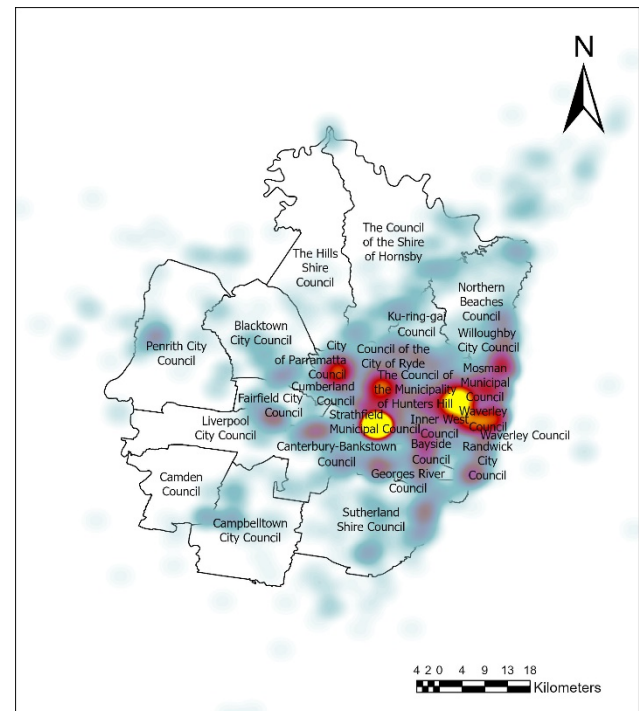 N
The Council
of the Shire
of Hornsby
The Hills
Shire
Council
Northern
Beaches
Council
Ku-ring-gai
Council
Willoughby
City Council
Blacktown
City Council
Penrith City
Council
City
of Parramatta
Council
Council of the
City of Ryde
Mosman
Municipal
Council
The Council of
the Municipality
of Hunters Hill
Cumberland
Council
Fairfield City
Council
Waverley
Council
Strathfield
Municipal Council
Inner West
Council
Liverpool
City Council
Waverley Council
Canterbury-Bankstown
Council
Bayside
Council
Randwick
City
Council
Georges River
Council
Camden
Council
Sutherland
Shire Council
Campbelltown
City Council
4 2 0 4 9 13 18
Kilometers